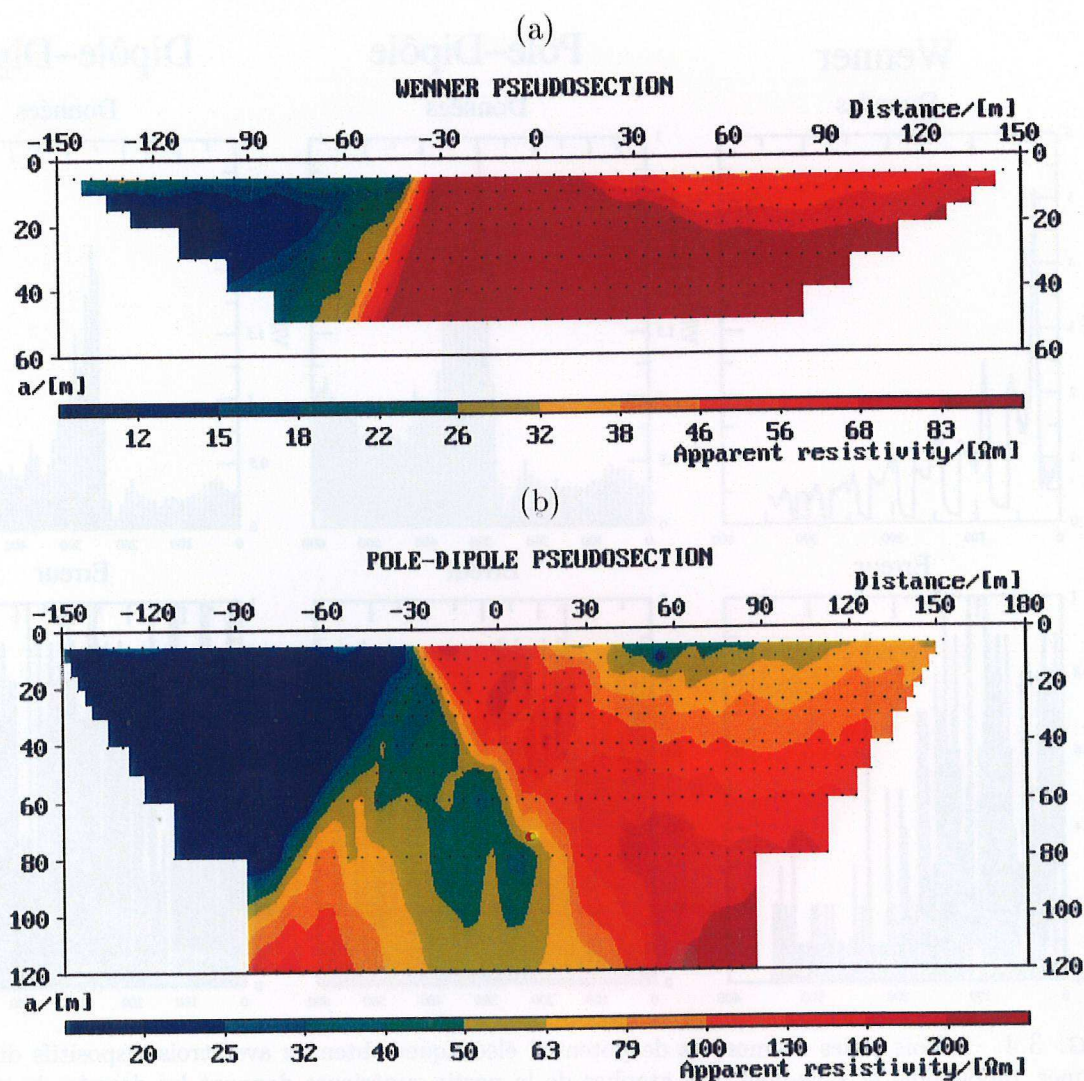 (a)
WENNER PSEUDOSECTION
Distance/[m]
-150 -120 -90 -60 -30 0 30 60 90 120 150
0 0
20 20
40 40
60 60
a/[m]
12 15 18 22 26 32 38 46 56 68 83
Apparent resistivity/[Ωm]
(b)
POLE-DIPOLE PSEUDOSECTION
Distance/[m]
-150 -120 -90 -60 -30 0 30 60 90 120 150 180
0 0
20 20
40 40
60 60
80 80
100 100
120 120
a/[m]
20 25 32 40 50 63 79 100 130 160 200
Apparent resistivity/[Ωm]